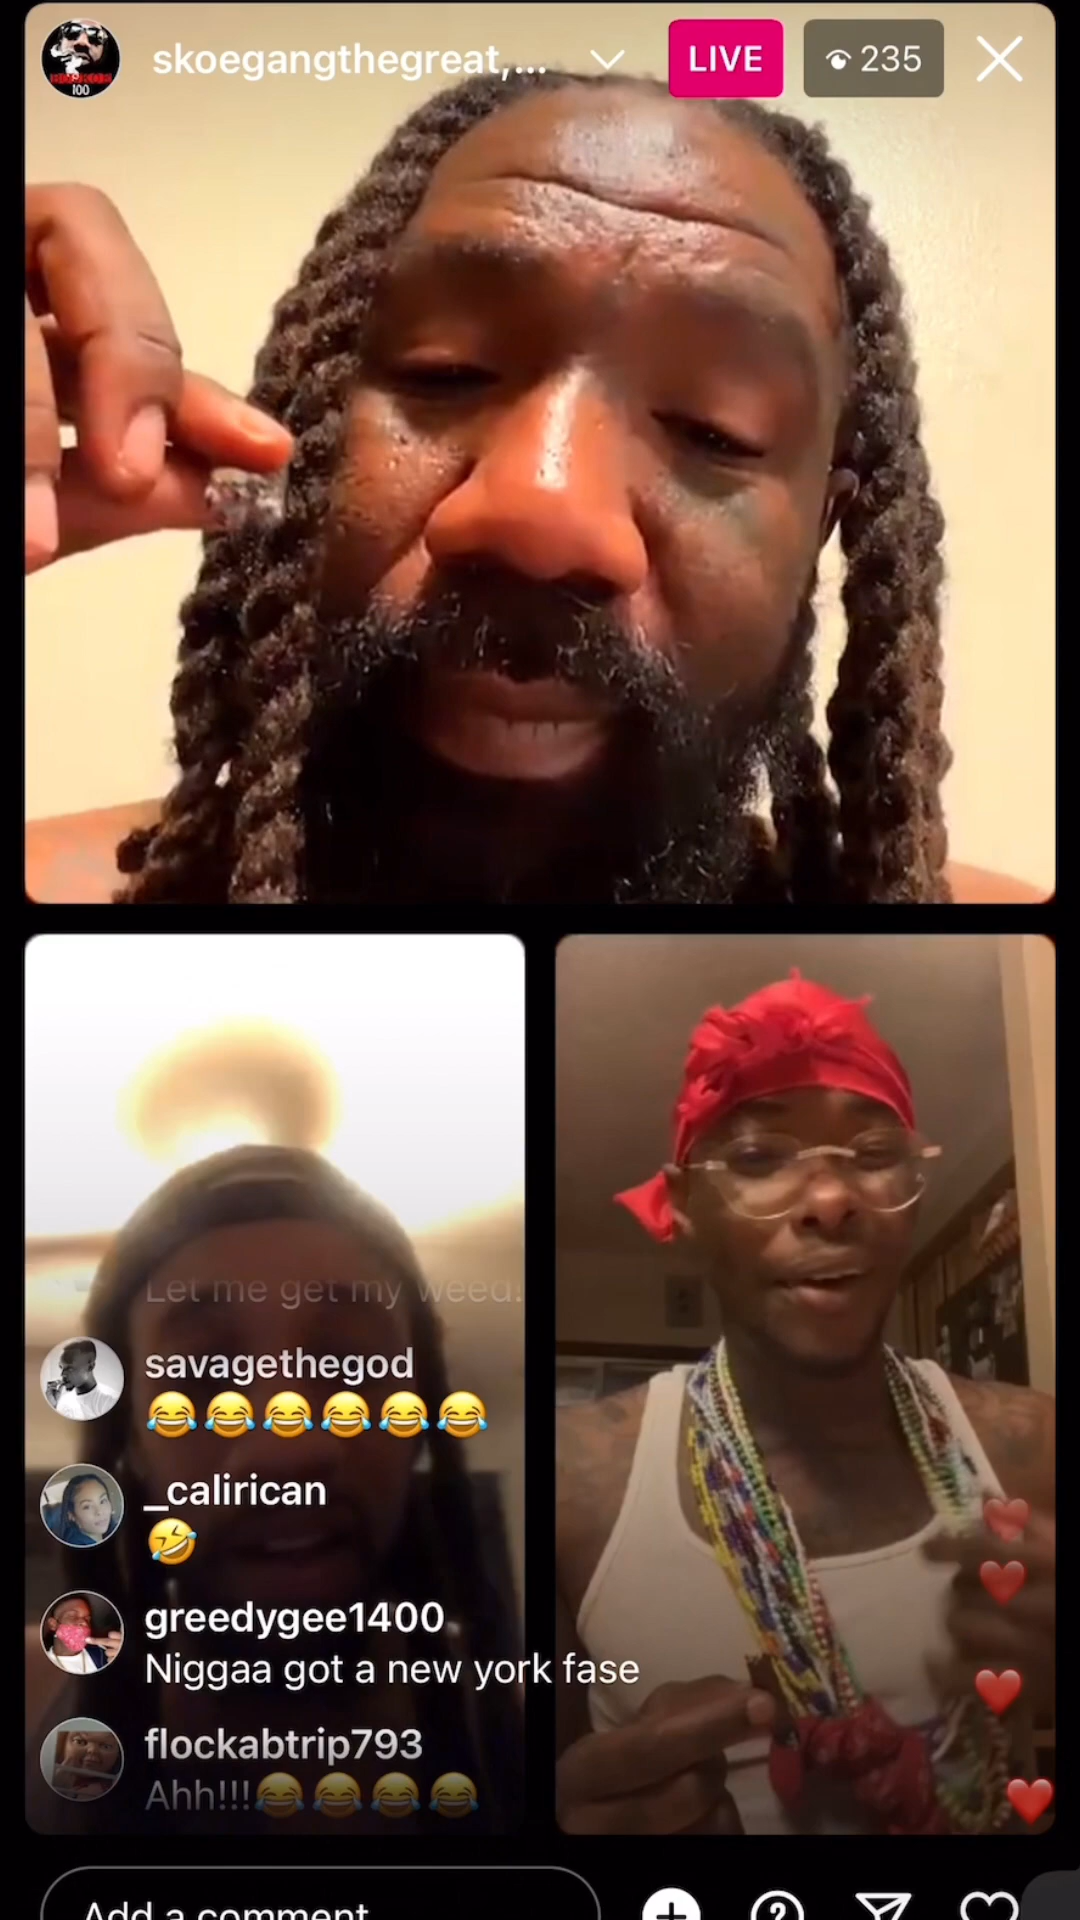 skoegangthegreat,...
LIVE
235
100
Let me get my weed!
savagethegod
😂😂😂😂😂😂
_calirican
🤣
greedygee1400
Niggaa got a new york fase
flockabtrip793
Ahh!!!😂😂😂😂
Add a comment